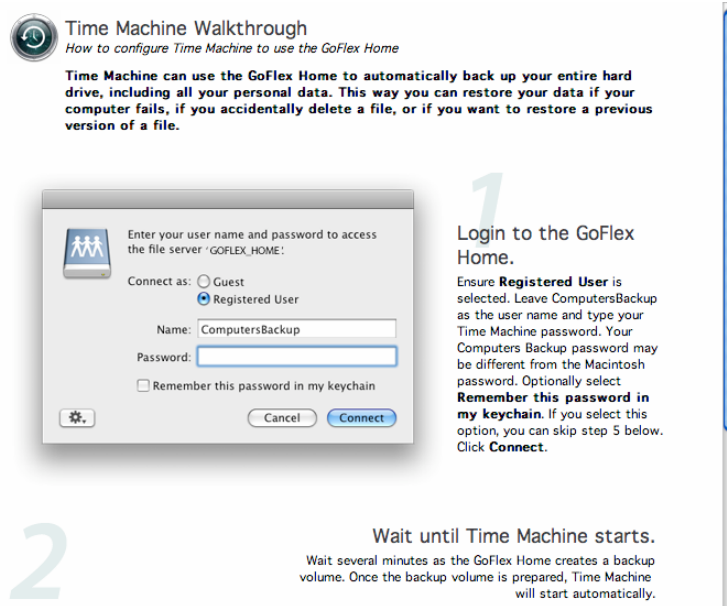 Time Machine Walkthrough
How to configure Time Machine to use the GoFlex Home
Time Machine can use the GoFlex Home to automatically back up your entire hard
drive, including all your personal data. This way you can restore your data if your
computer fails, if you accidentally delete a file, or if you want to restore a previous
version of a file.
Enter your user name and password to access
the file server ‘GOFLEX_HOME’.
Connect as: Guest
Registered User
Name: ComputersBackup
Password:
Remember this password in my keychain
Cancel Connect
1
Login to the GoFlex
Home.
Ensure Registered User is
selected. Leave ComputersBackup
as the user name and type your
Time Machine password. Your
Computers Backup password may
be different from the Macintosh
password. Optionally select
Remember this password in
my keychain. If you select this
option, you can skip step 5 below.
Click Connect.
2
Wait until Time Machine starts.
Wait several minutes as the GoFlex Home creates a backup
volume. Once the backup volume is prepared, Time Machine
will start automatically.